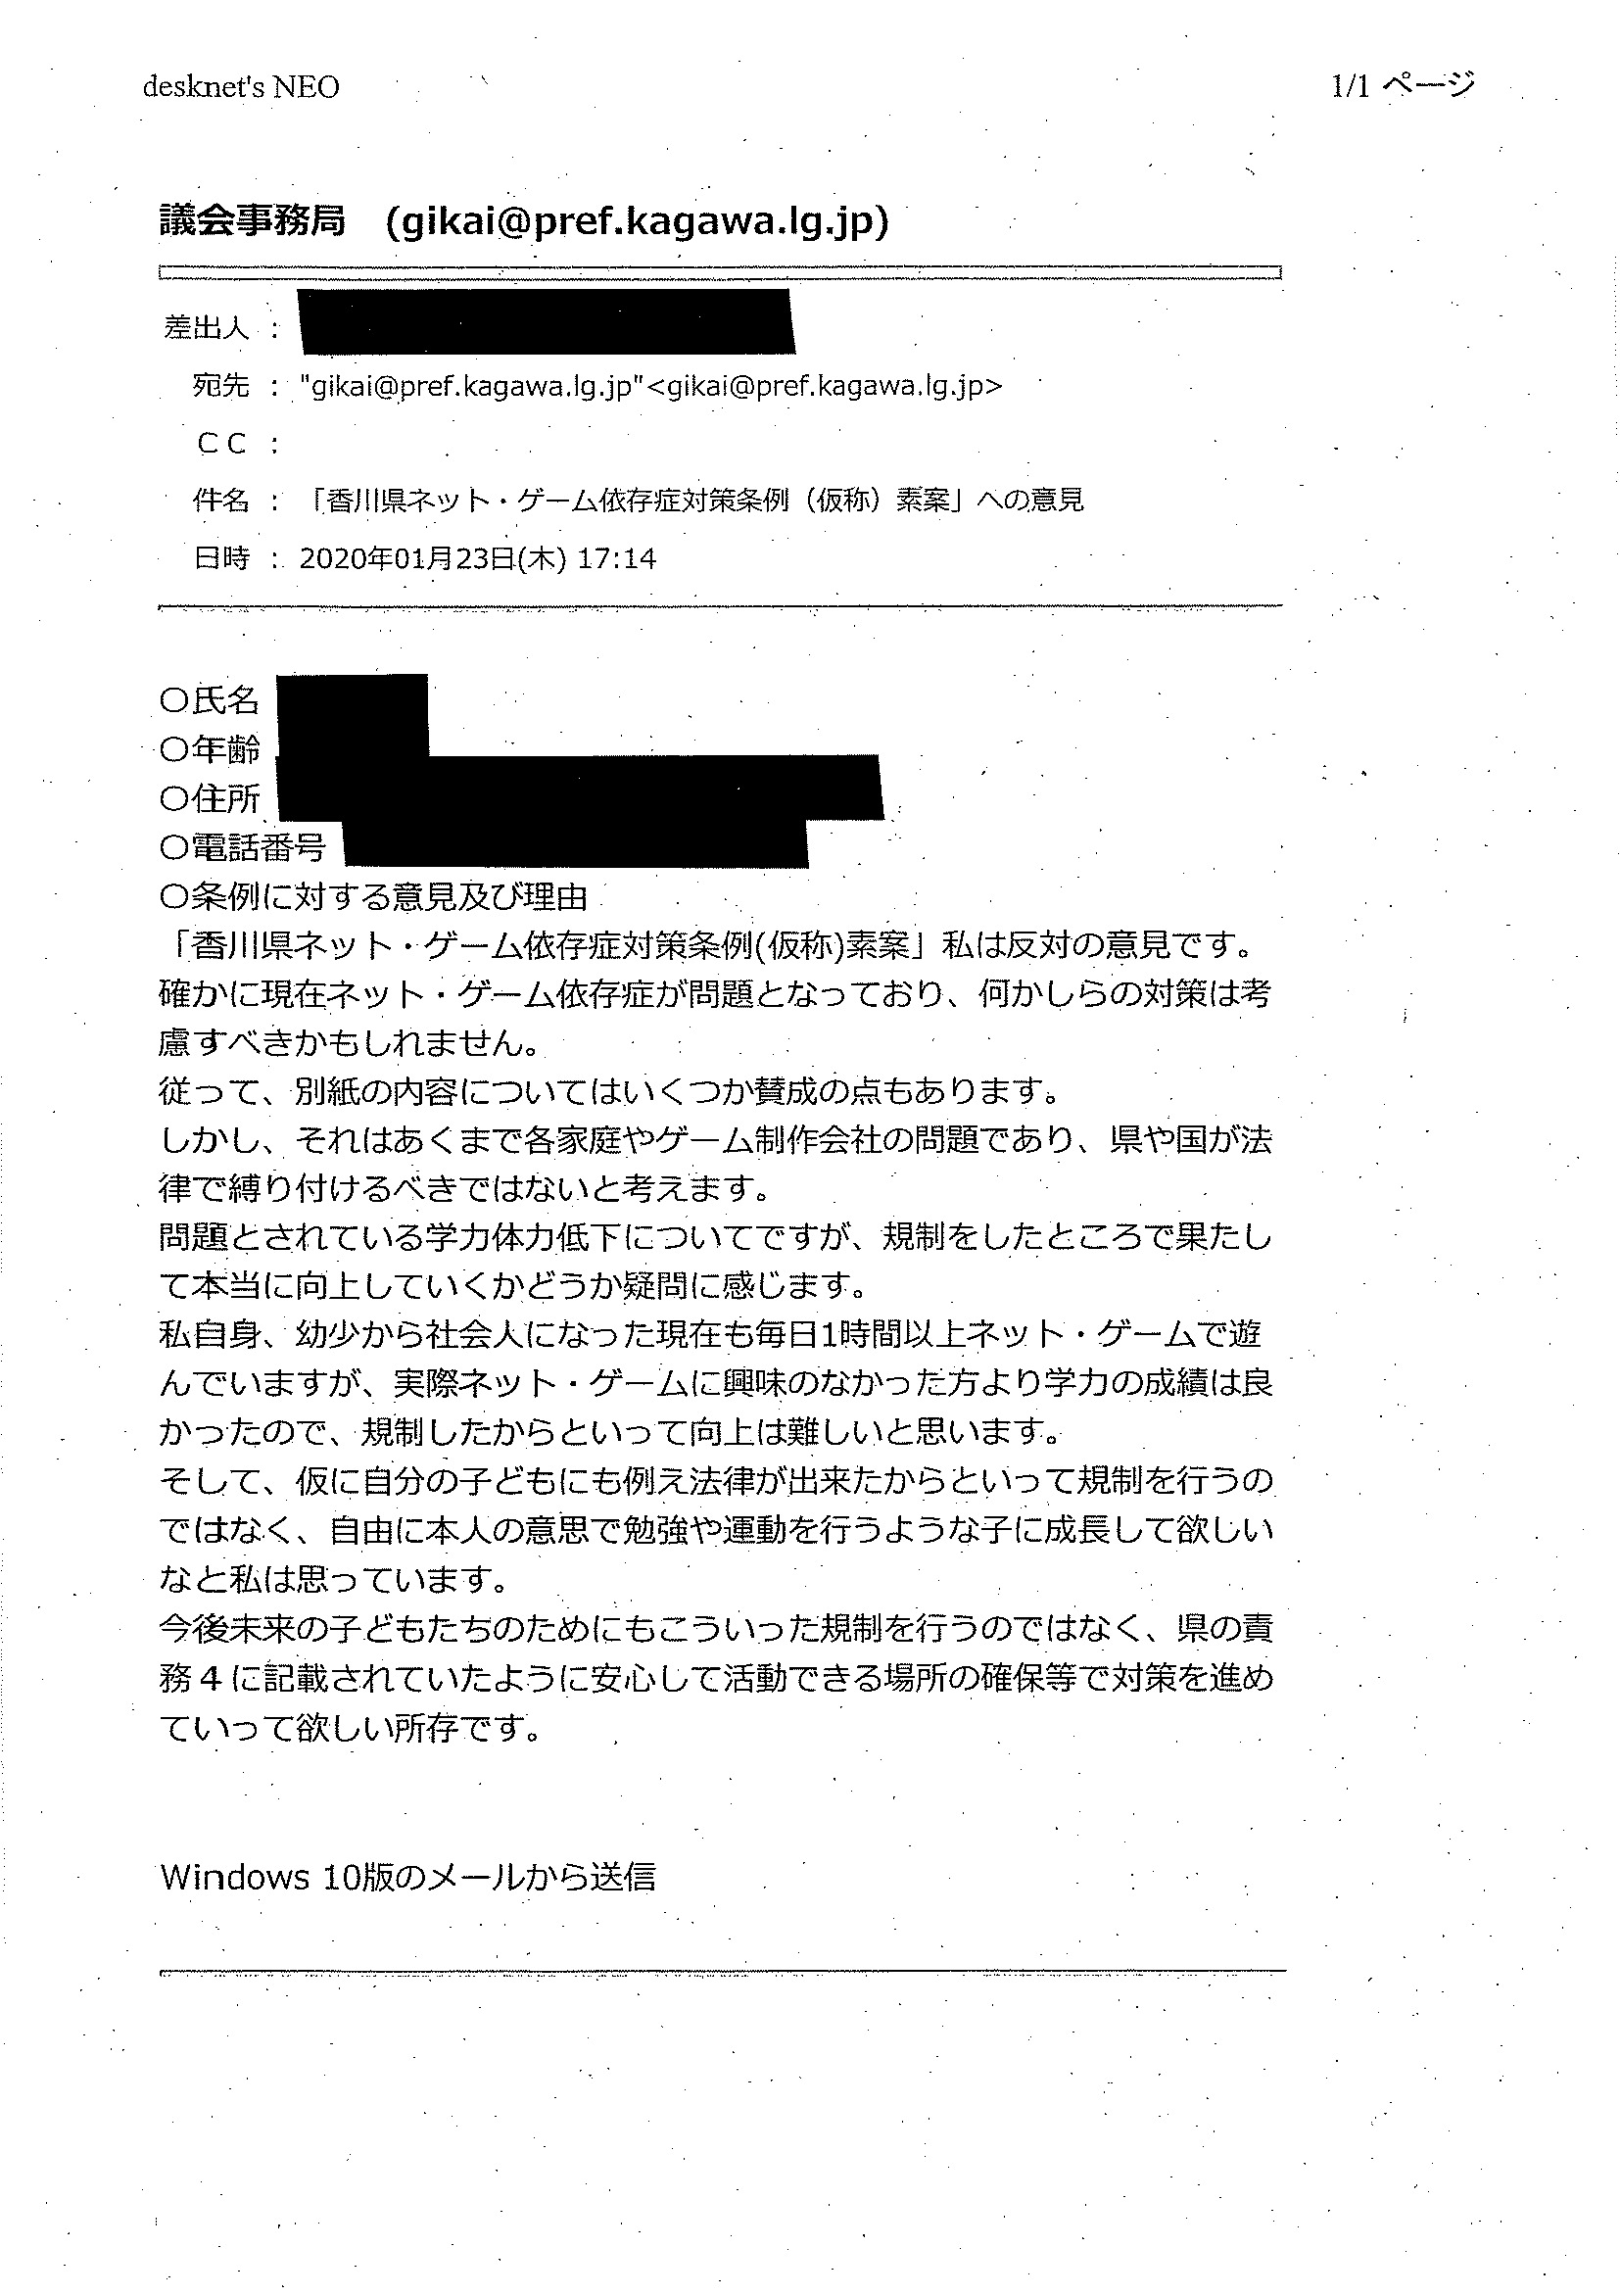 desknet's NEO
1/1 ページ
議会事務局　(gikai@pref.kagawa.lg.jp)
差出人 ：
宛先 ： "gikai@pref.kagawa.lg.jp"<gikai@pref.kagawa.lg.jp>
ＣＣ ：
件名 ： 「香川県ネット・ゲーム依存症対策条例（仮称）素案」への意見
日時 ： 2020年01月23日(木) 17:14
〇氏名
〇年齢
〇住所
〇電話番号
〇条例に対する意見及び理由
「香川県ネット・ゲーム依存症対策条例(仮称)素案」私は反対の意見です。
確かに現在ネット・ゲーム依存症が問題となっており、何かしらの対策は考
慮すべきかもしれません。
従って、別紙の内容についてはいくつか賛成の点もあります。
しかし、それはあくまで各家庭やゲーム制作会社の問題であり、県や国が法
律で縛り付けるべきではないと考えます。
問題とされている学力体力低下についてですが、規制をしたところで果たし
て本当に向上していくかどうか疑問に感じます。
私自身、幼少から社会人になった現在も毎日1時間以上ネット・ゲームで遊
んでいますが、実際ネット・ゲームに興味のなかった方より学力の成績は良
かったので、規制したからといって向上は難しいと思います。
そして、仮に自分の子どもにも例え法律が出来たからといって規制を行うの
ではなく、自由に本人の意思で勉強や運動を行うような子に成長して欲しい
なと私は思っています。
今後未来の子どもたちのためにもこういった規制を行うのではなく、県の責
務４に記載されていたように安心して活動できる場所の確保等で対策を進め
ていって欲しい所存です。
Windows 10版のメールから送信